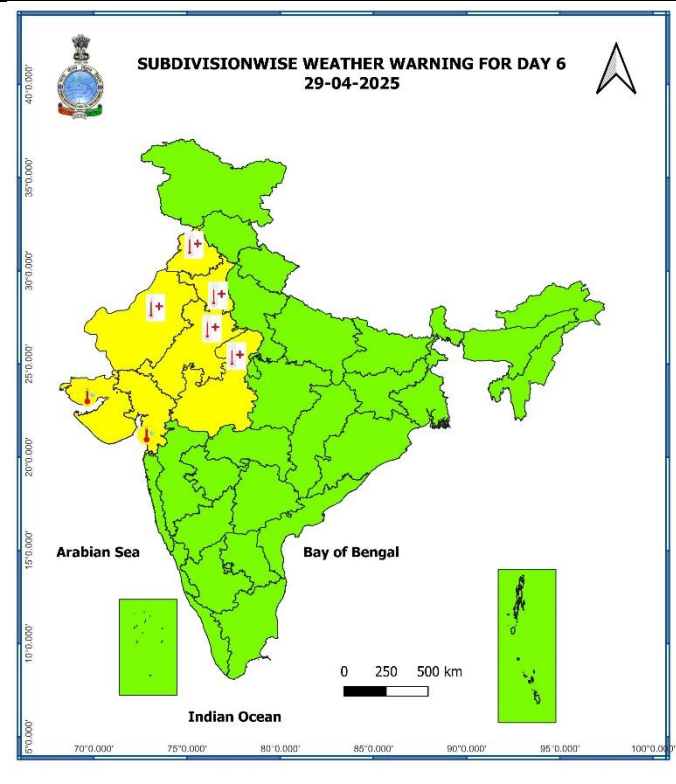 SUBDIVISIONWISE WEATHER WARNING FOR DAY 6
29-04-2025
40°0.000'
35°0.000'
30°0.000'
25°0.000'
20°0.000'
15°0.000'
10°0.000'
5°0.000'
Arabian Sea
Bay of Bengal
0 250 500 km
Indian Ocean
70°0.000' 75°0.000' 80°0.000' 85°0.000' 90°0.000' 95°0.000' 100°0.000'